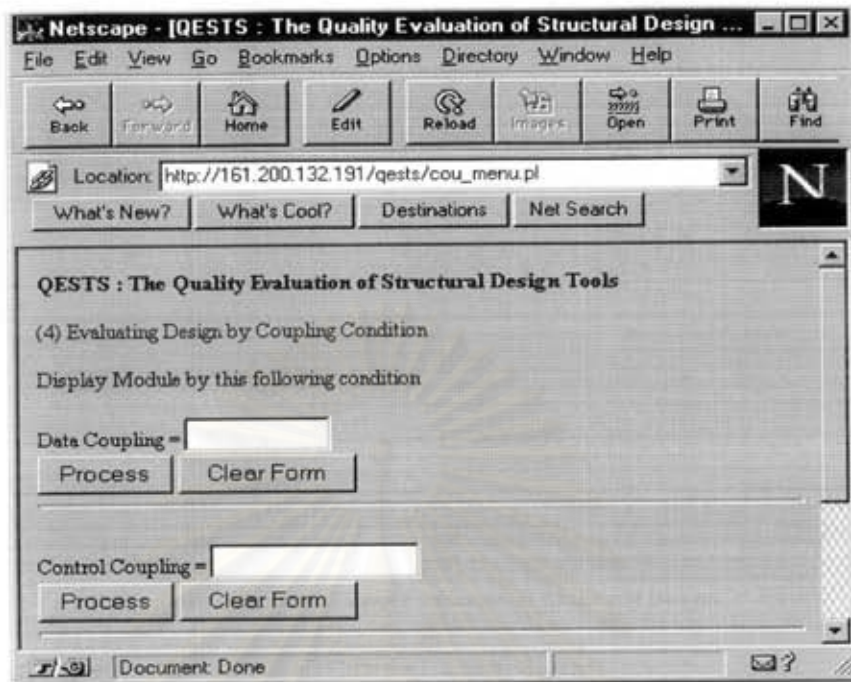 Netscape - [QESTS : The Quality Evaluation of Structural Design ...
File Edit View Go Bookmarks Options Directory Window Help
Back Forward Home Edit Reload Images Open Print Find
Location: http://161.200.132.191/qests/cou_menu.pl
N
What's New? What's Cool? Destinations Net Search
QESTS : The Quality Evaluation of Structural Design Tools
(4) Evaluating Design by Coupling Condition
Display Module by this following condition
Data Coupling =
Process Clear Form
Control Coupling =
Process Clear Form
Document: Done
?